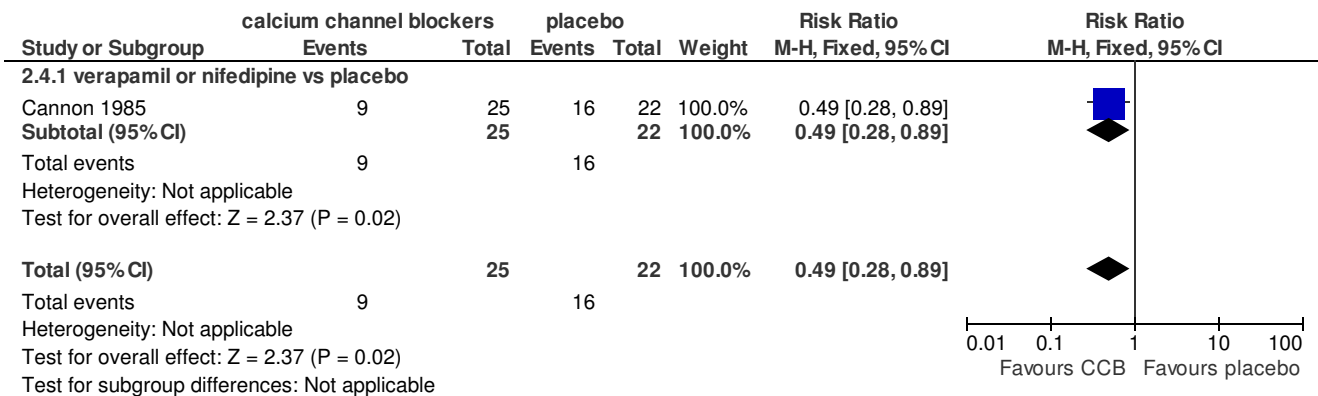 calcium channel blockers placebo Risk Ratio Risk Ratio
Study or Subgroup Events Total Events Total Weight M-H, Fixed, 95% CI M-H, Fixed, 95% CI
2.4.1 verapamil or nifedipine vs placebo
Cannon 1985 9 25 16 22 100.0% 0.49 [0.28, 0.89]
Subtotal (95% CI) 25 22 100.0% 0.49 [0.28, 0.89]
Total events 9 16
Heterogeneity: Not applicable
Test for overall effect: Z = 2.37 (P = 0.02)
Total (95% CI) 25 22 100.0% 0.49 [0.28, 0.89]
Total events 9 16
Heterogeneity: Not applicable
Test for overall effect: Z = 2.37 (P = 0.02)
Test for subgroup differences: Not applicable
0.01 0.1 1 10 100
Favours CCB Favours placebo